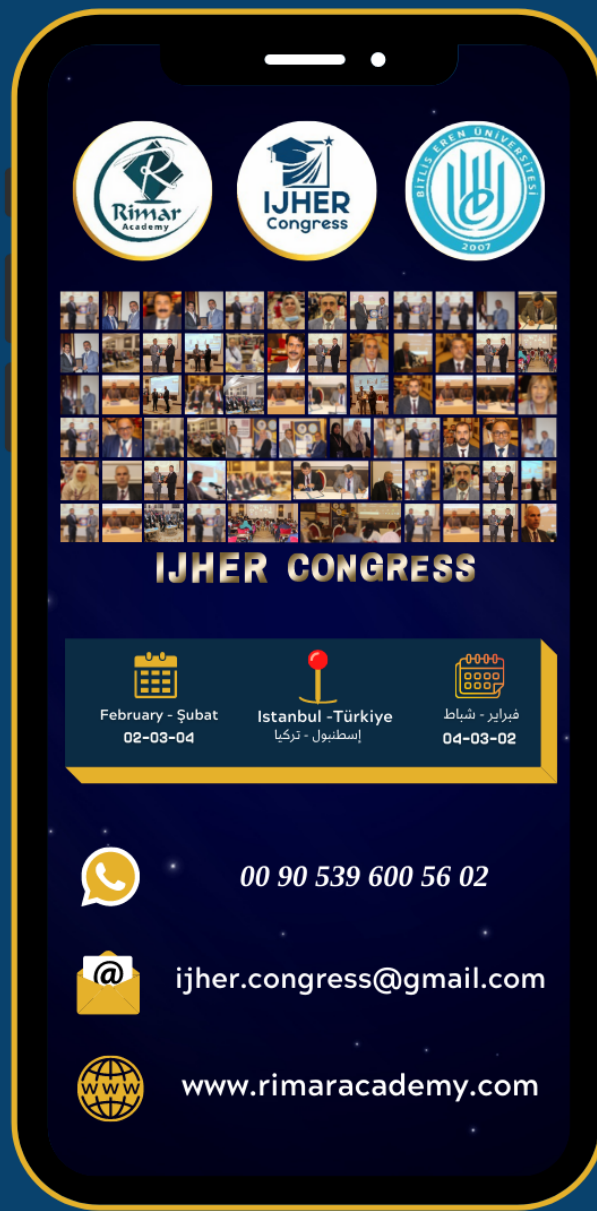 Rimar
Academy
IJHER
Congress
BİTLİS EREN ÜNİVERSİTESİ
2007
IJHER CONGRESS
February - Şubat
02-03-04
Istanbul -Türkiye
إسطنبول - تركيا
فبراير - شباط
04-03-02
00 90 539 600 56 02
@
ijher.congress@gmail.com
WWW
www.rimaracademy.com